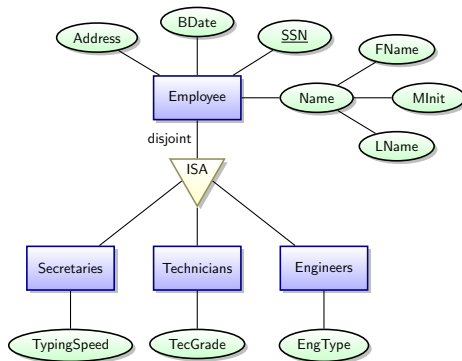 BDate
Address
SSN
FName
Employee
Name
MInit
disjoint
LName
ISA
Secretaries
Technicians
Engineers
TypingSpeed
TecGrade
EngType